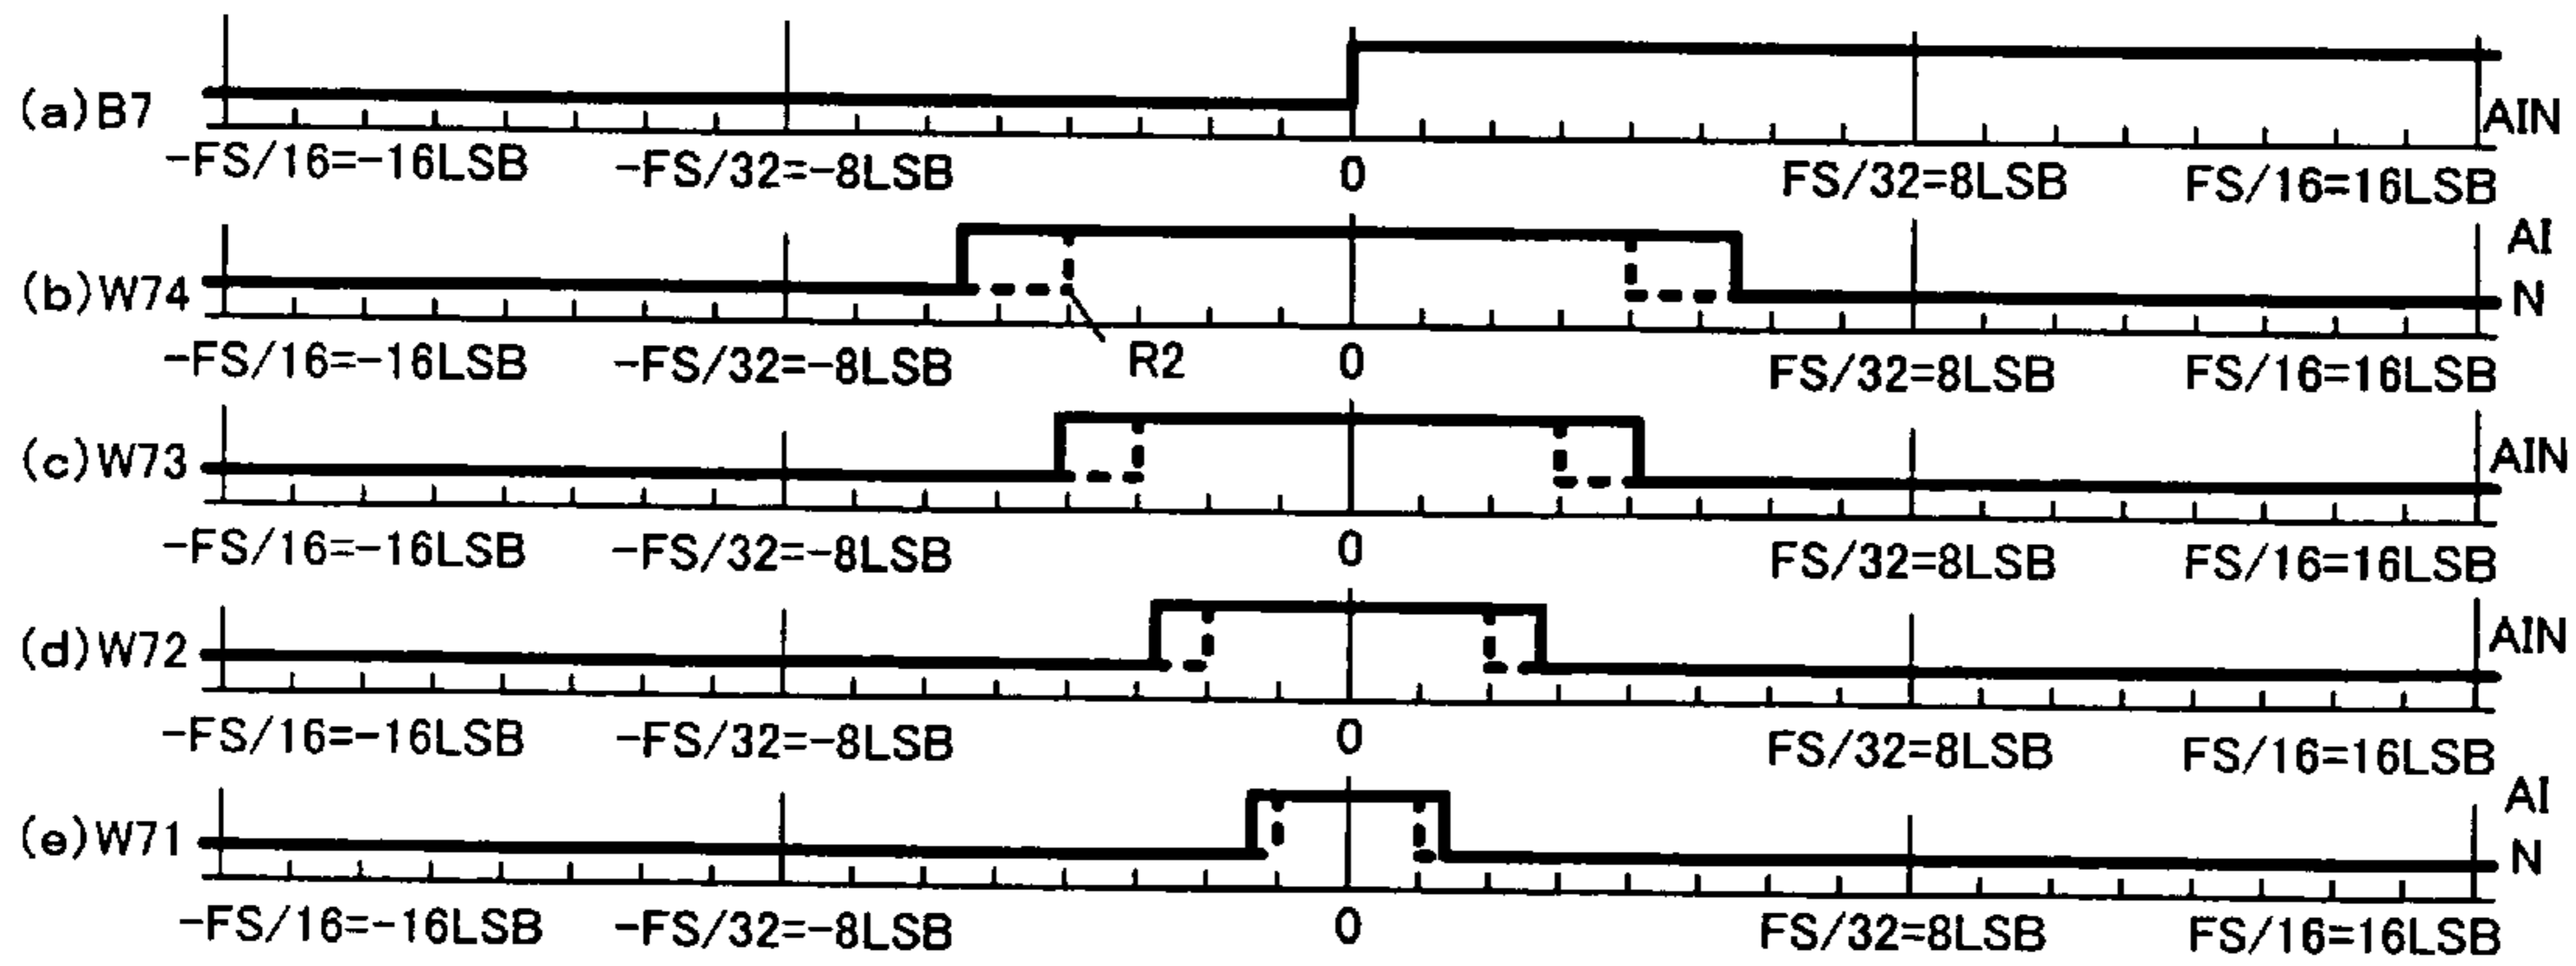 (a)B7 AIN
-FS/16=-16LSB -FS/32=-8LSB 0 FS/32=8LSB FS/16=16LSB
(b)W74 AI
N
-FS/16=-16LSB -FS/32=-8LSB R2 0 FS/32=8LSB FS/16=16LSB
(c)W73 AIN
-FS/16=-16LSB -FS/32=-8LSB 0 FS/32=8LSB FS/16=16LSB
(d)W72 AIN
-FS/16=-16LSB -FS/32=-8LSB 0 FS/32=8LSB FS/16=16LSB
(e)W71 AI
N
-FS/16=-16LSB -FS/32=-8LSB 0 FS/32=8LSB FS/16=16LSB